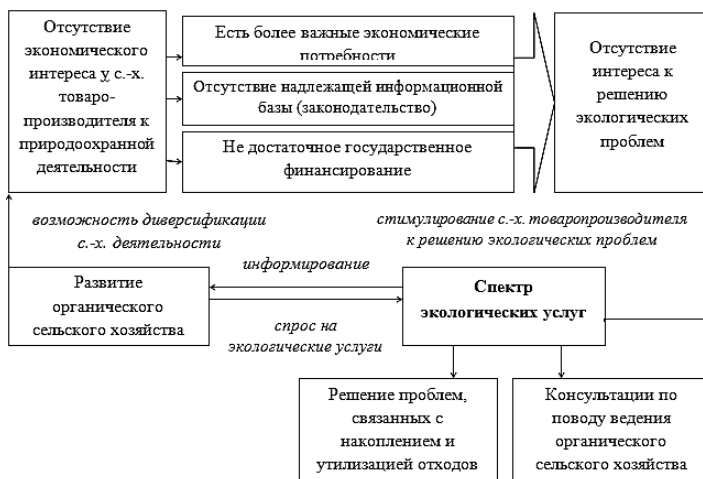 Отсутствие
экономического
интереса у с.-х.
товаро-
производителя к
природоохранной
деятельности
Есть более важные экономические
потребности
Отсутствие надлежащей информационной
базы (законодательство)
Не достаточное государственное
финансирование
Отсутствие
интереса к
решению
экологических
проблем
возможность диверсификации
с.-х. деятельности
стимулирование с.-х. товаропроизводителя
к решению экологических проблем
информирование
Развитие
органического
сельского хозяйства
Спектр
экологических услуг
спрос на
экологические услуги
Решение проблем,
связанных с
накоплением и
утилизацией отходов
Консультации по
поводу ведения
органического
сельского хозяйства